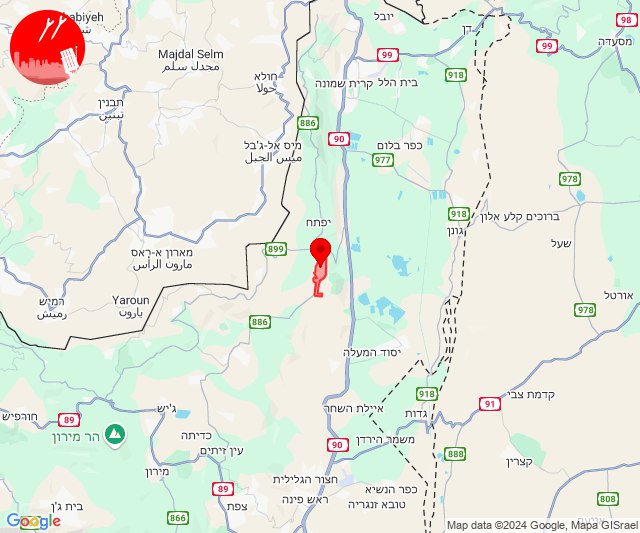 יובל
דן
98
Majdal Selm
مجدل سلم
99
99
מסעדה
חולא
حولا
918
בית הלל
קרית שמונה
תבנין
تبنين
886
90
מיס אל-ג'בל
ميس الجبل
כפר בלום
977
978
918
ברוכים קלע אלון
יפתח
גונן
שעל
899
מארון א-ראס
مارون الرأس
רמיש
رميش
Yaroun
يارون
אורטל
978
886
יסוד המעלה
918
קדמת צבי
91
איילת השחר
גדות
ג'יש
חורפיש
89
הר מירון
כדיתה
עין זיתים
90
משמר הירדן
888
קצרין
מירון
חצור הגלילית
ראש פינה
כפר הנשיא
טובא זנגריה
89
צפת
808
בית ג'ן
866
Google
Map data ©2024 Google, Mapa GISrael